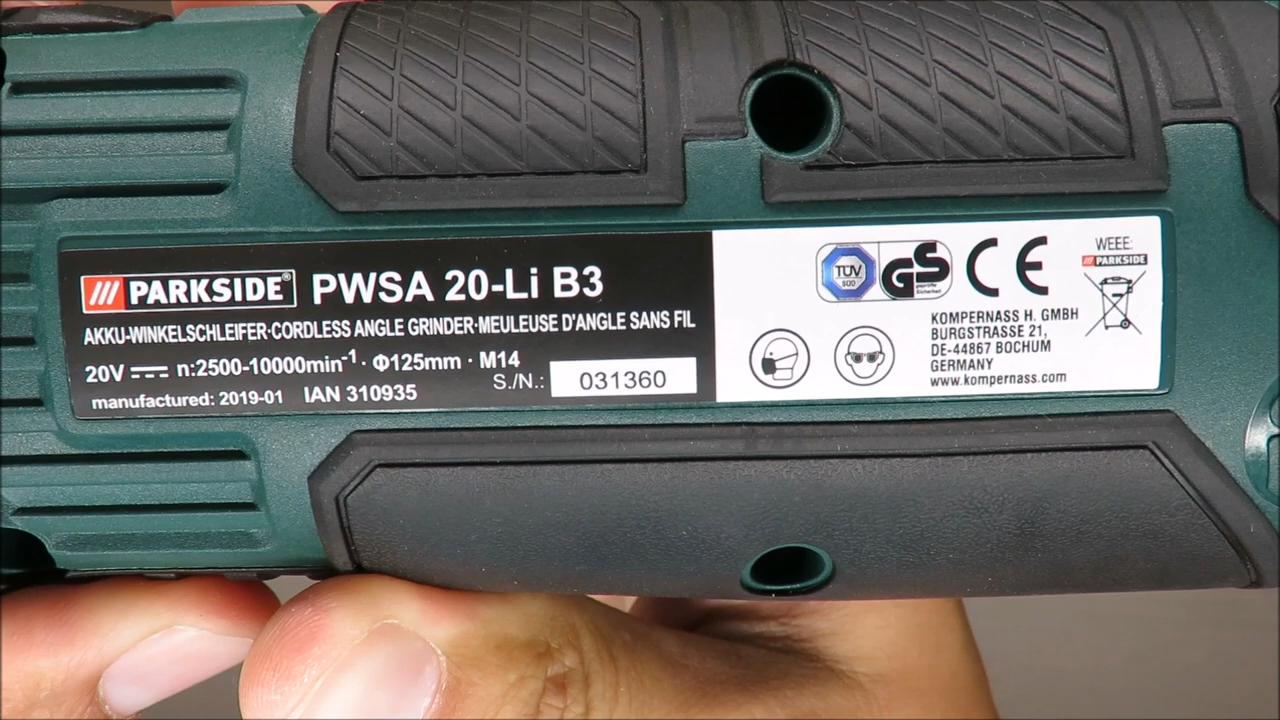 PARKSIDE® PWSA 20-Li B3
AKKU-WINKELSCHLEIFER·CORDLESS ANGLE GRINDER·MEULEUSE D'ANGLE SANS FIL
20V n:2500-10000min⁻¹ · Φ125mm · M14
S./N.: 031360
manufactured: 2019-01 IAN 310935
TÜV
SÜD
GS
geprüfte
Sicherheit
CE
WEEE:
PARKSIDE
KOMPERNASS H. GMBH
BURGSTRASSE 21,
DE-44867 BOCHUM
GERMANY
www.kompernass.com